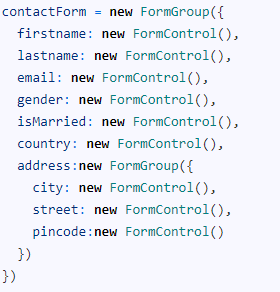 contactForm = new FormGroup({
  firstname: new FormControl(),
  lastname: new FormControl(),
  email: new FormControl(),
  gender: new FormControl(),
  isMarried: new FormControl(),
  country: new FormControl(),
  address:new FormGroup({
    city: new FormControl(),
    street: new FormControl(),
    pincode:new FormControl()
  })
})